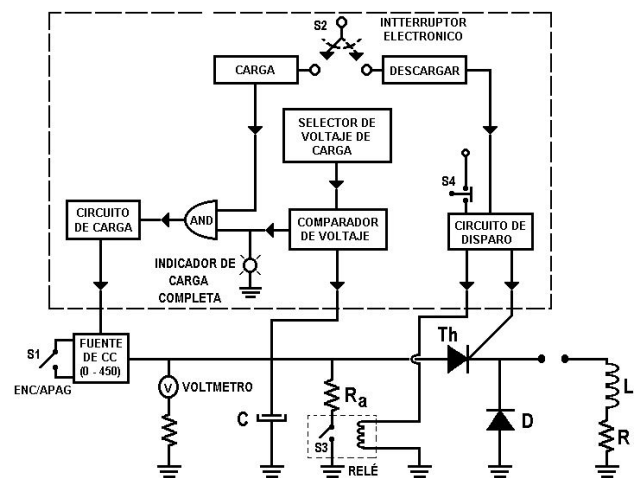 S2
INTTERRUPTOR
ELECTRONICO
CARGA
DESCARGAR
SELECTOR DE
VOLTAJE DE
CARGA
S4
CIRCUITO
DE CARGA
AND
COMPARADOR
DE VOLTAJE
CIRCUITO DE
DISPARO
INDICADOR DE
CARGA
COMPLETA
S1
ENC/APAG
FUENTE
DE CC
(0 - 450)
Th
V
VOLTMETRO
C
Ra
S3
RELÉ
D
L
R